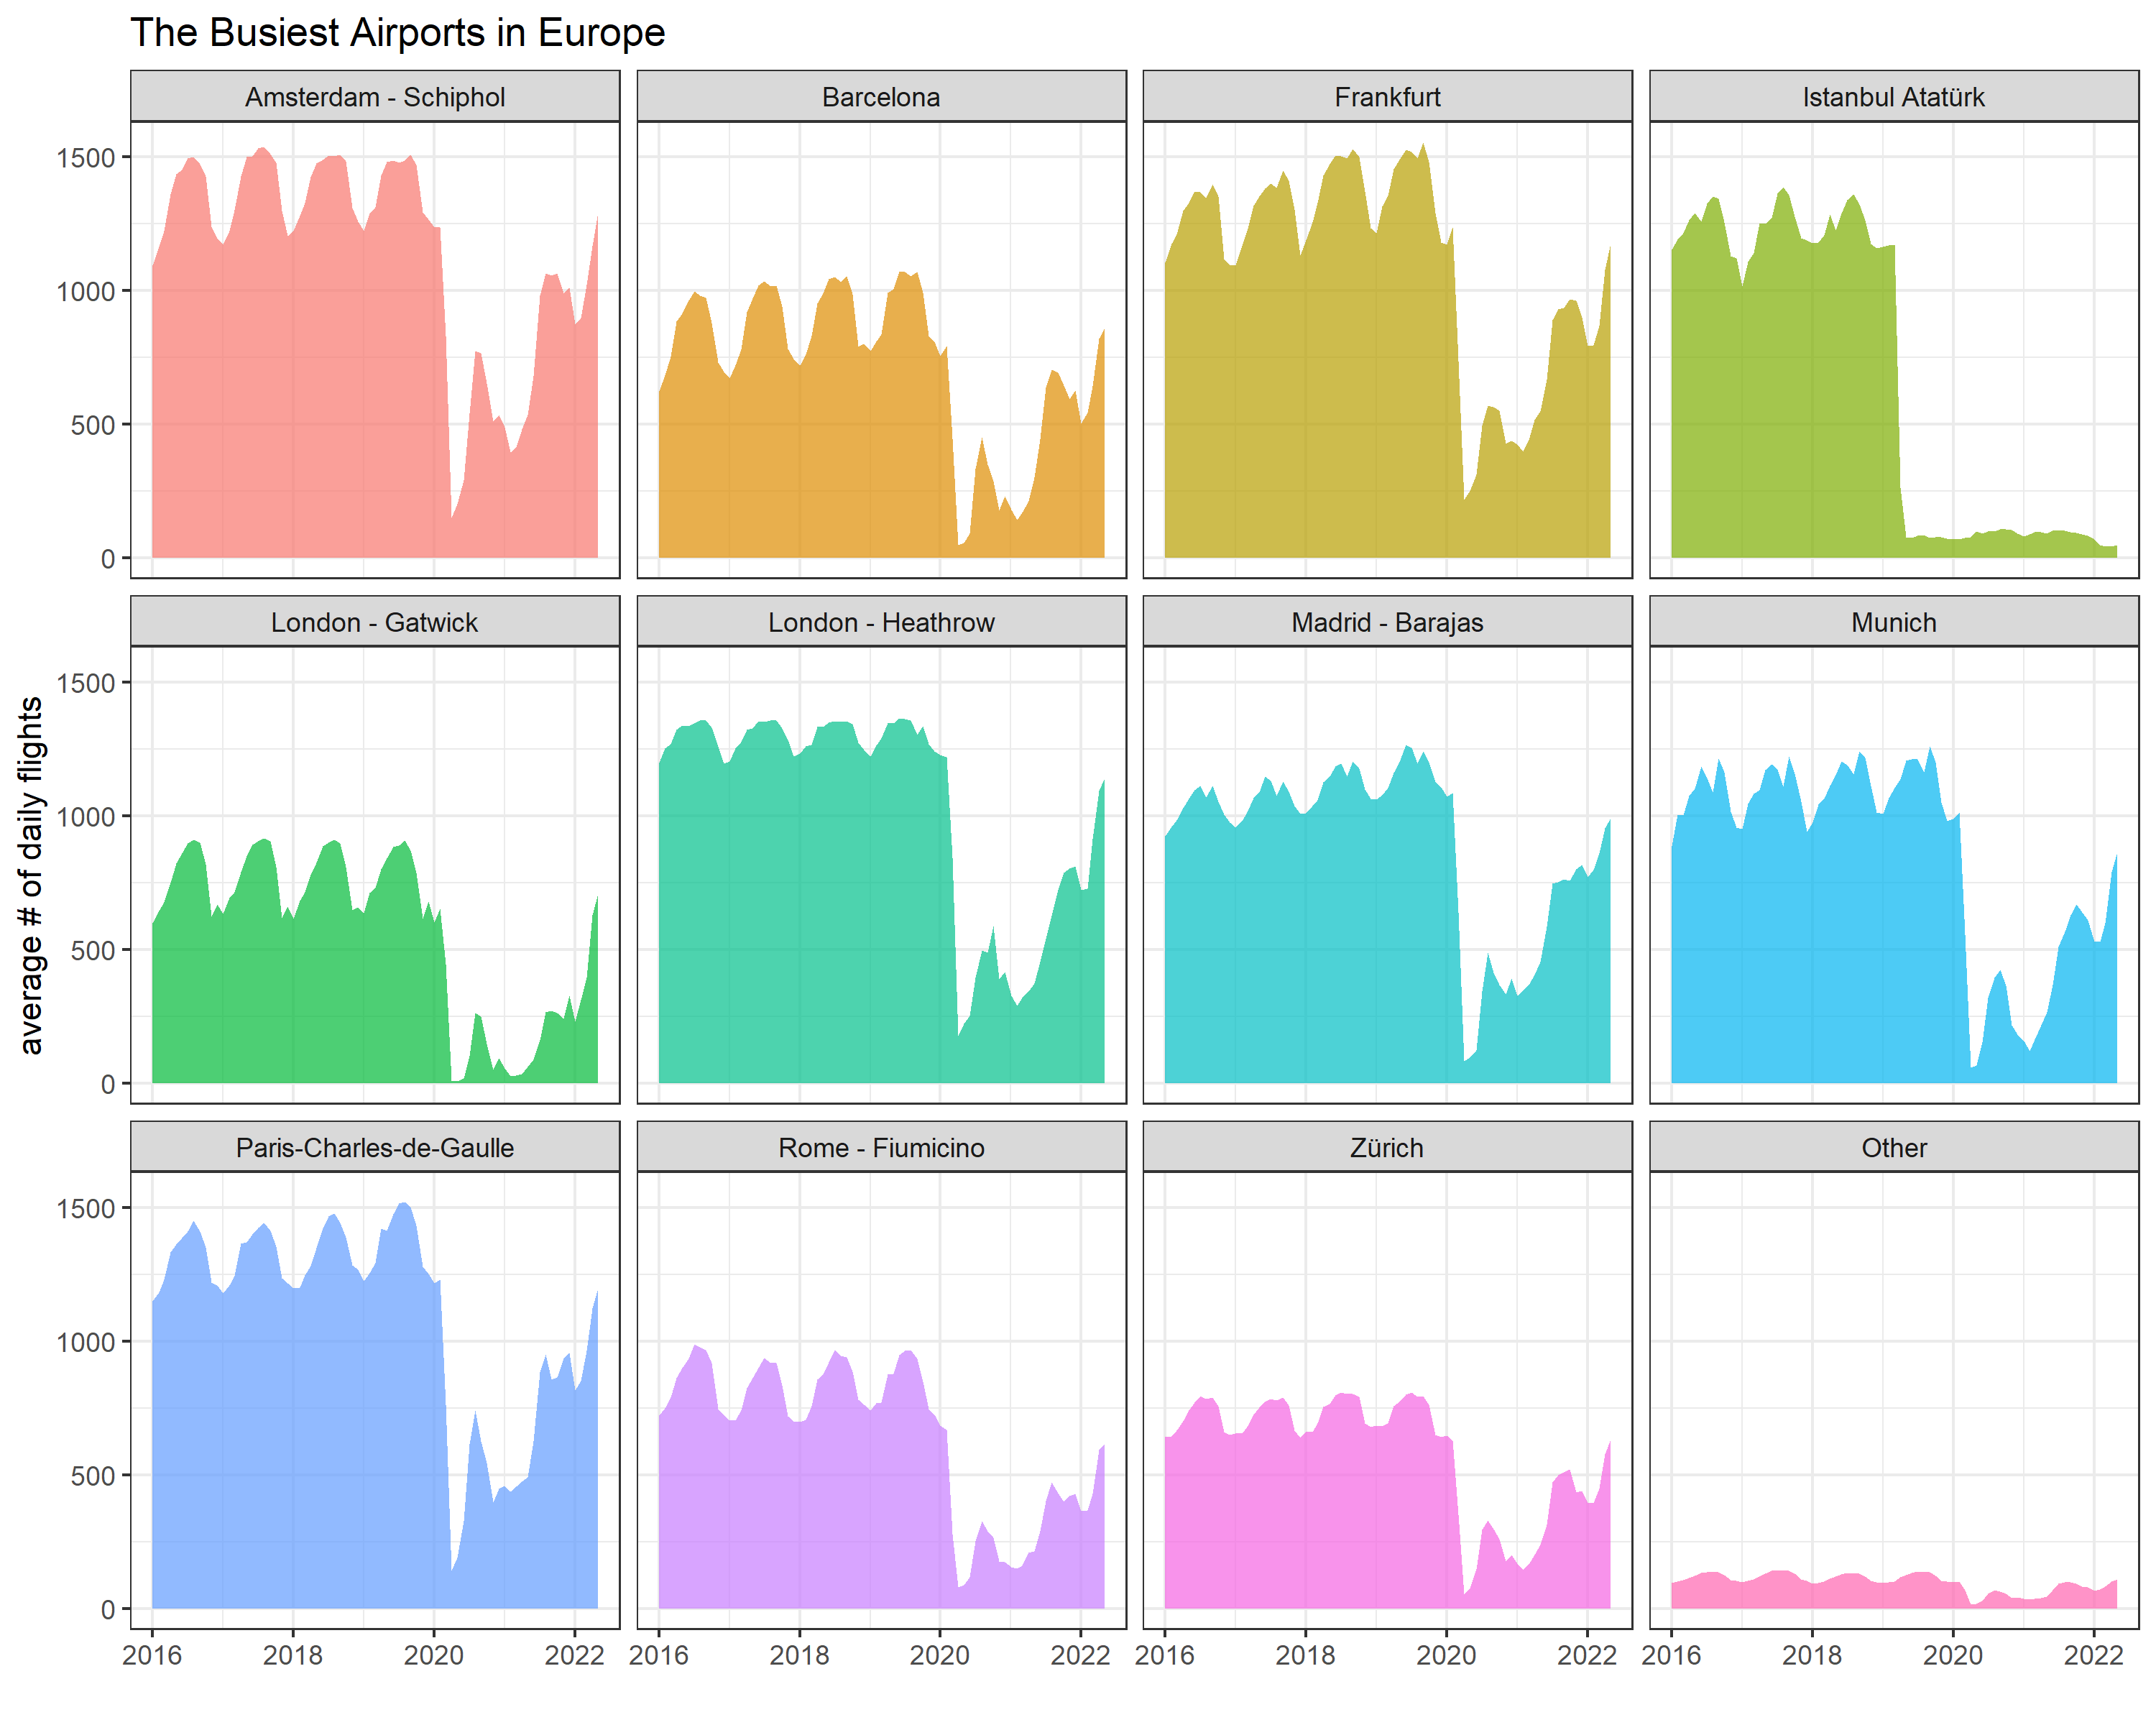 The Busiest Airports in Europe
Amsterdam - Schiphol
Barcelona
Frankfurt
Istanbul Atatürk
1500
1000
500
0
London - Gatwick
London - Heathrow
Madrid - Barajas
Munich
1500
1000
500
0
average # of daily flights
Paris-Charles-de-Gaulle
Rome - Fiumicino
Zürich
Other
1500
1000
500
0
2016 2018 2020 2022
2016 2018 2020 2022
2016 2018 2020 2022
2016 2018 2020 2022